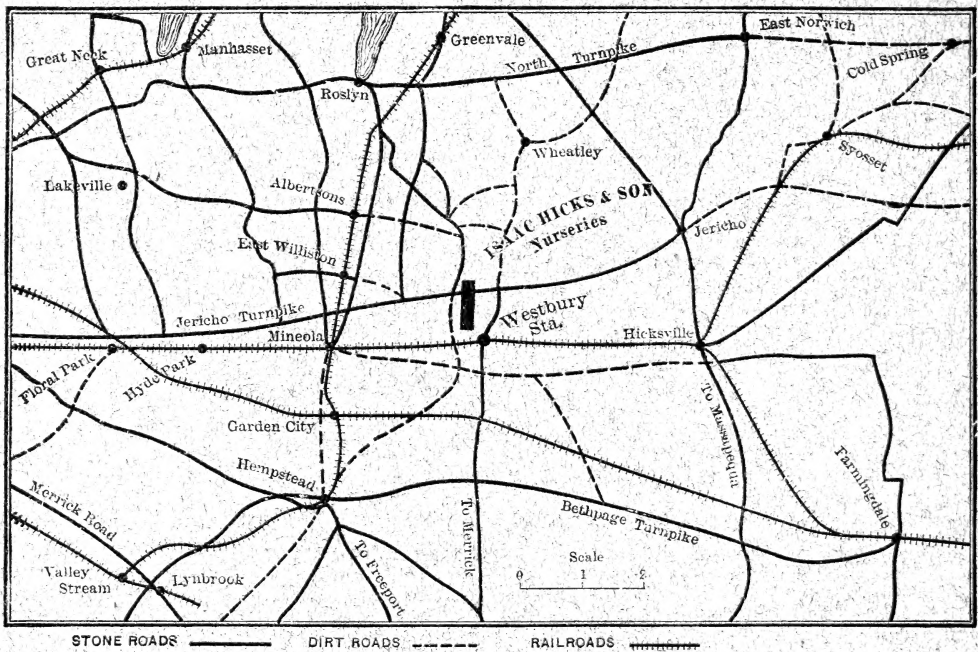 East Norwich
Great Neck
Manhasset
Greenvale
North Turnpike
Cold Spring
Roslyn
Wheatley
Syosset
Lakeville
Albertsons
ISAAC HICKS & SON
Nurseries
East Williston
Jericho
Jericho Turnpike
Westbury
Sta.
Mineola
Hicksville
Floral Park
Hyde Park
To Massapequa
Garden City
Hempstead
Farmingdale
Merrick Road
To Merrick
Bethpage Turnpike
To Freeport
Scale
0 1 2
Valley
Stream
Lynbrook
STONE ROADS DIRT ROADS RAILROADS